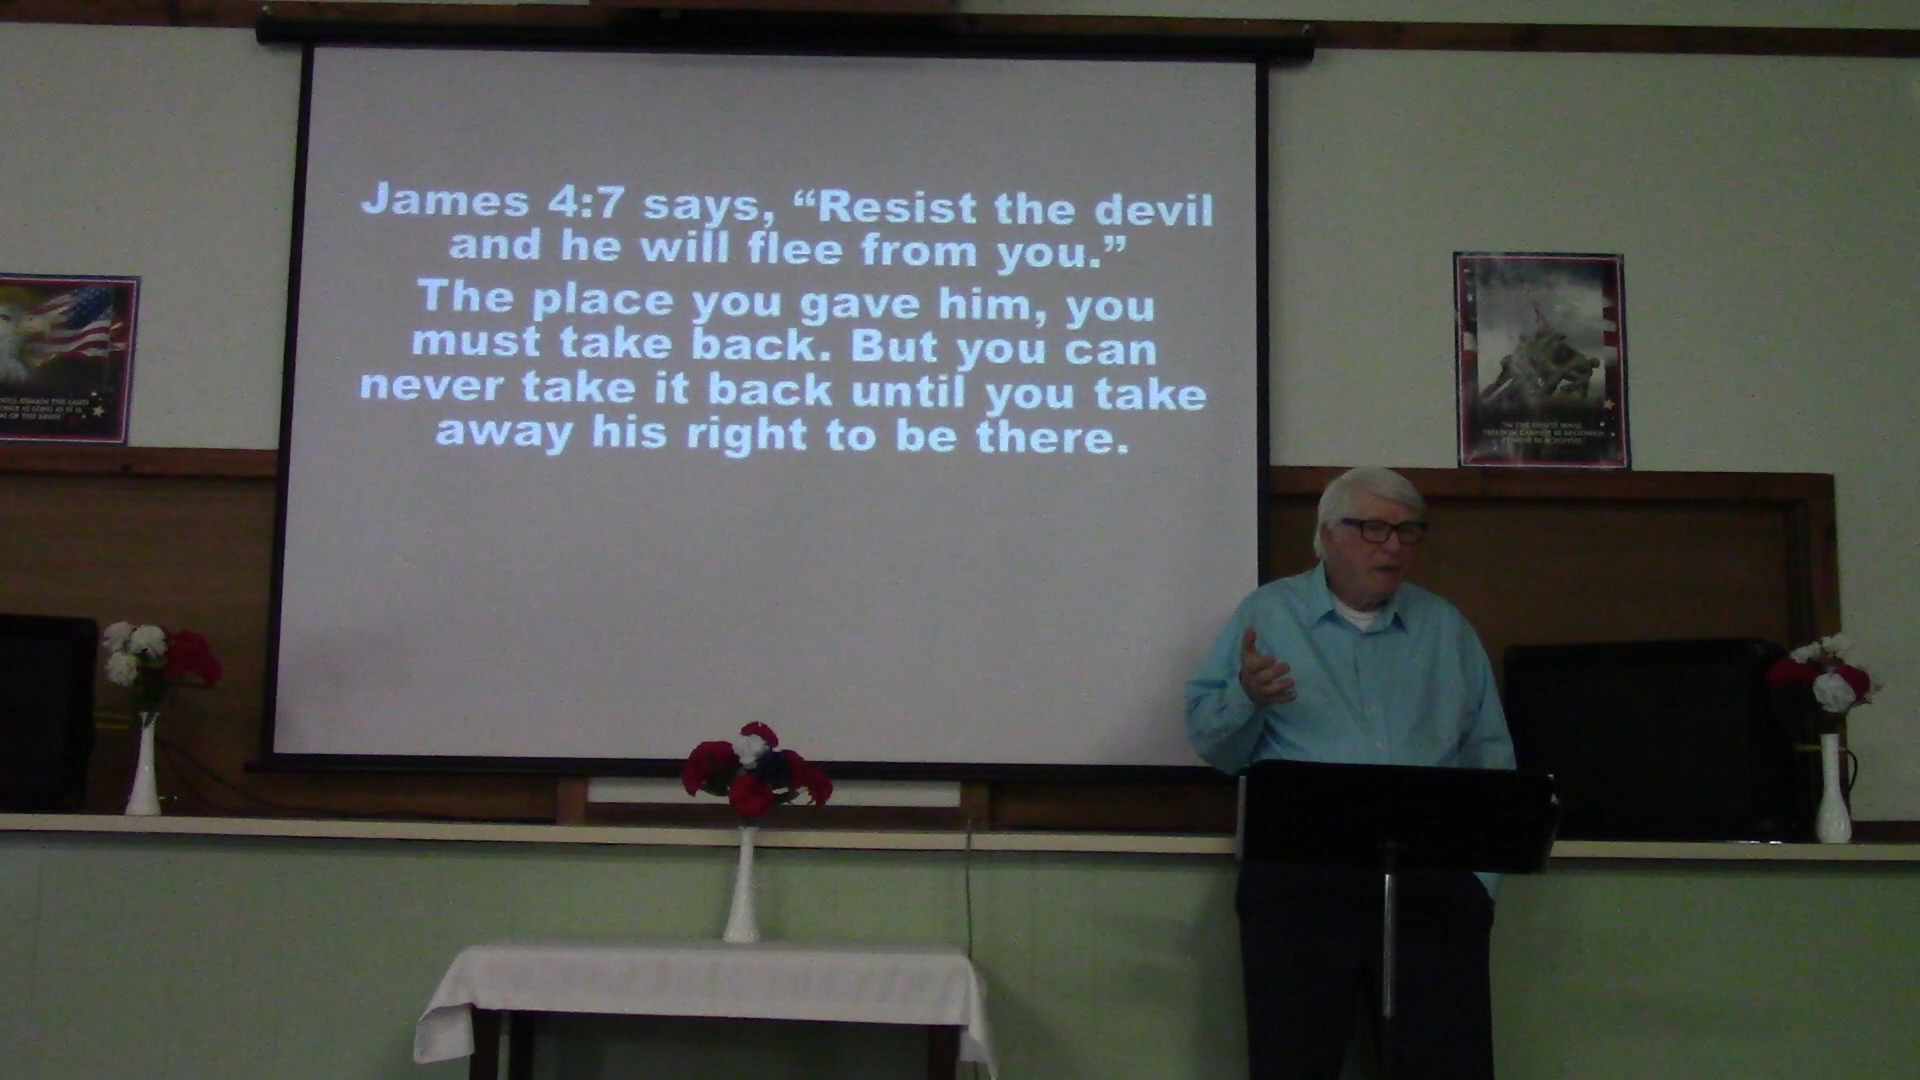 James 4:7 says, “Resist the devil
and he will flee from you.”
The place you gave him, you
must take back. But you can
never take it back until you take
away his right to be there.